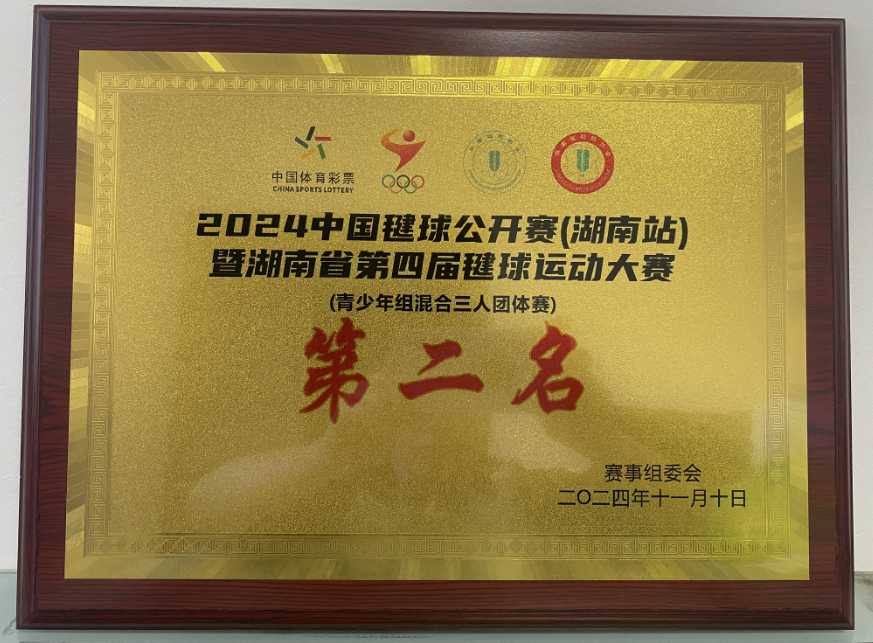 中国体育彩票
CHINA SPORTS LOTTERY
2024中国毽球公开赛(湖南站)
暨湖南省第四届毽球运动大赛
(青少年组混合三人团体赛)
第二名
赛事组委会
二〇二四年十一月十日